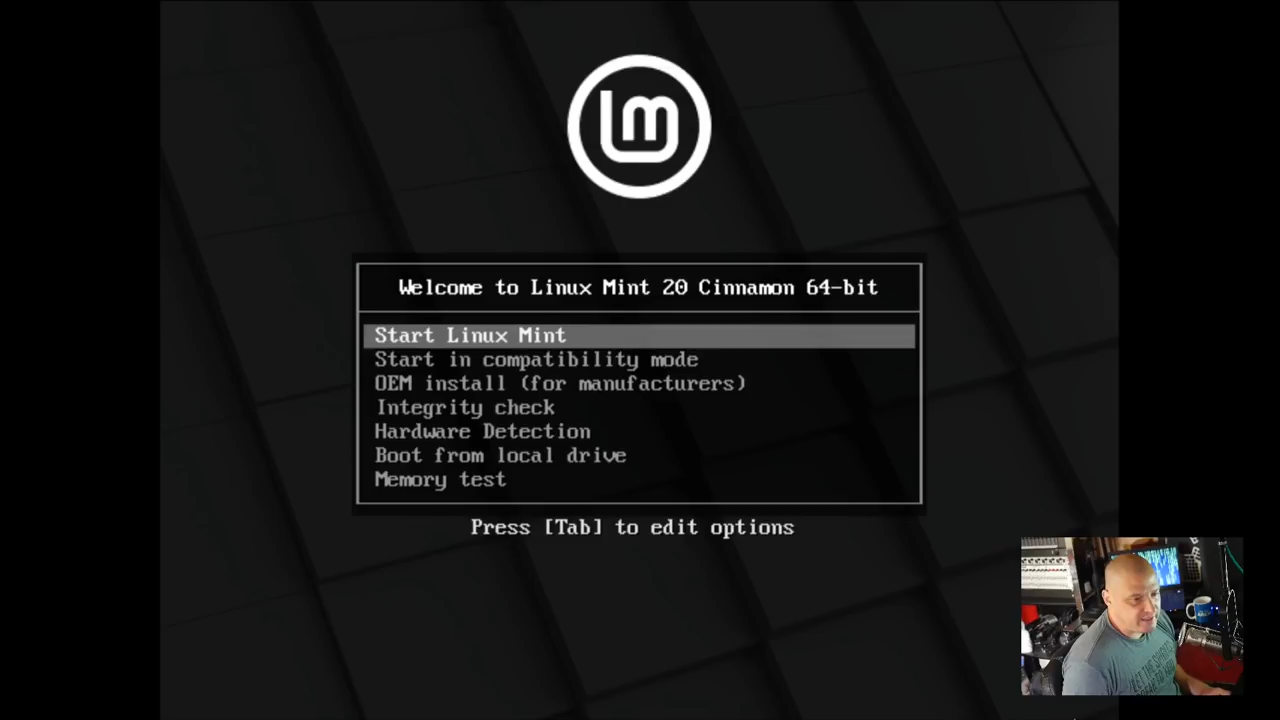 Lm
Welcome to Linux Mint 20 Cinnamon 64-bit
Start Linux Mint
Start in compatibility mode
OEM install (for manufacturers)
Integrity check
Hardware Detection
Boot from local drive
Memory test
Press [Tab] to edit options